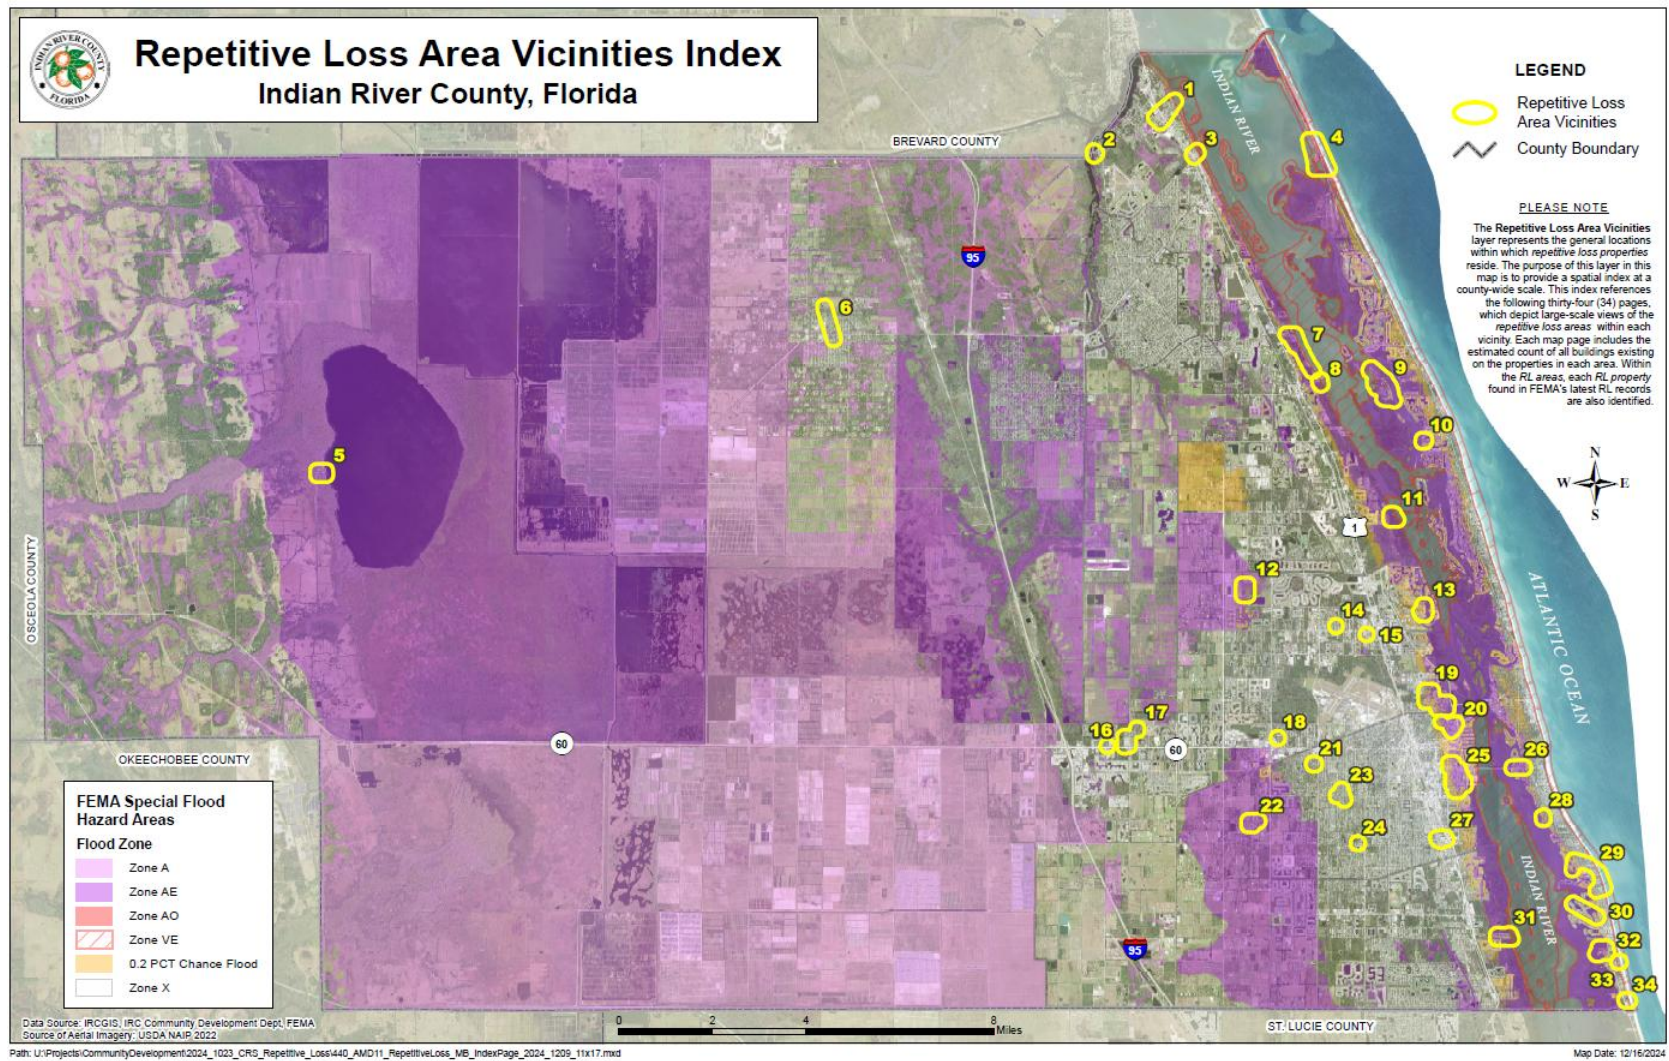 Repetitive Loss Area Vicinities Index
Indian River County, Florida
INDIAN RIVER COUNTY
FLORIDA
LEGEND
Repetitive Loss
Area Vicinities
County Boundary
PLEASE NOTE
The Repetitive Loss Area Vicinities
layer represents the general locations
within which repetitive loss properties
reside. The purpose of this layer in this
map is to provide a spatial index at a
county-wide scale. This index references
the following thirty-four (34) pages,
which depict large-scale views of the
repetitive loss areas within each
vicinity. Each map page includes the
estimated count of all buildings existing
on the properties in each area. Within
the RL areas, each RL property
found in FEMA's latest RL records
are also identified.
N
W E
S
BREVARD COUNTY
INDIAN RIVER
1
2
3
4
95
6
7
8
9
10
5
11
1
12
13
14
15
OSCEOLA COUNTY
ATLANTIC OCEAN
19
20
16
17
18
60
60
21
25
26
OKEECHOBEE COUNTY
23
22
28
24
27
29
INDIAN RIVER
30
31
95
32
33
34
FEMA Special Flood
Hazard Areas
Flood Zone
Zone A
Zone AE
Zone AO
Zone VE
0.2 PCT Chance Flood
Zone X
0 2 4 8
Miles
ST. LUCIE COUNTY
Data Source: IRCGIS, IRC Community Development Dept, FEMA
Source of Aerial Imagery: USDA NAIP 2022
Path: U:\Projects\CommunityDevelopment\2024_1023_CRS_Repetitive_Loss\440_AMD11_RepetitiveLoss_MB_IndexPage_2024_1209_11x17.mxd
Map Date: 12/16/2024